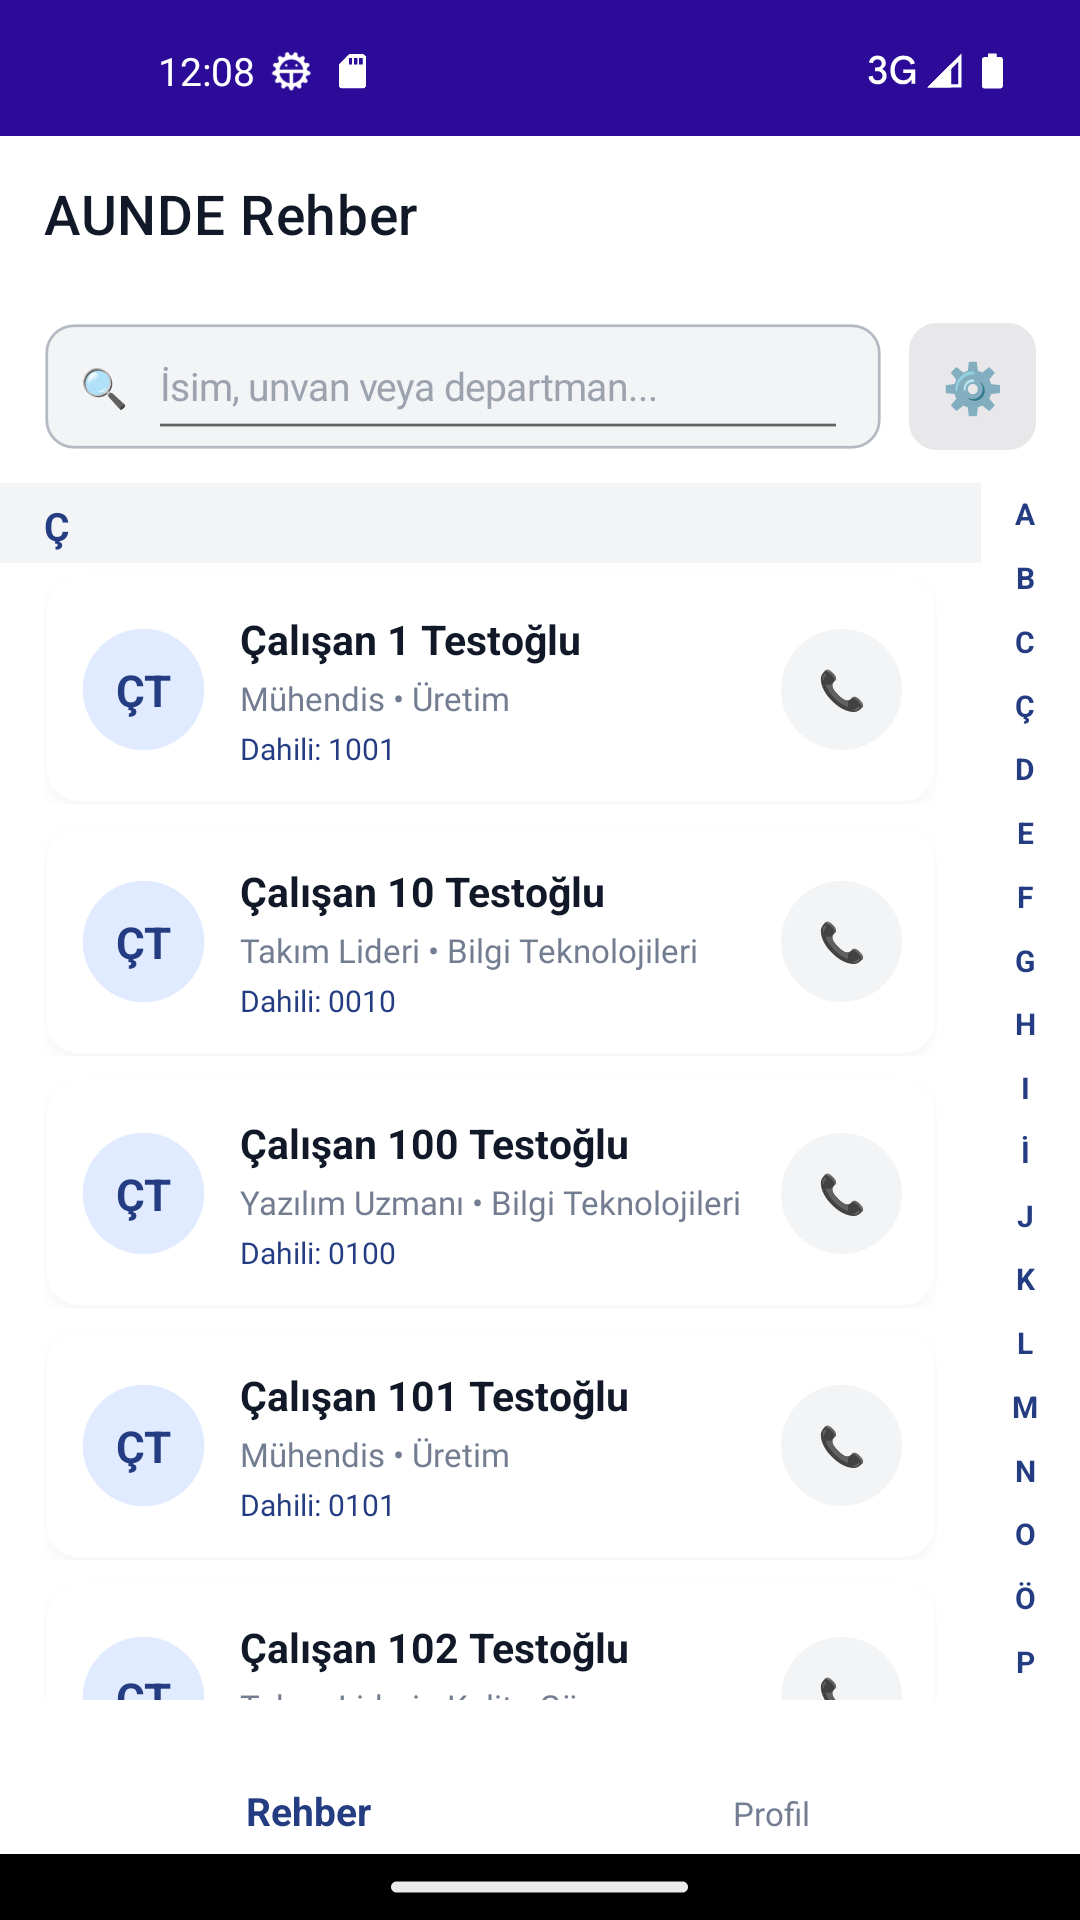 12:08
3G
AUNDE Rehber
İsim, unvan veya departman...
Ç
ÇT
Çalışan 1 Testoğlu
Mühendis • Üretim
Dahili: 1001
ÇT
Çalışan 10 Testoğlu
Takım Lideri • Bilgi Teknolojileri
Dahili: 0010
ÇT
Çalışan 100 Testoğlu
Yazılım Uzmanı • Bilgi Teknolojileri
Dahili: 0100
ÇT
Çalışan 101 Testoğlu
Mühendis • Üretim
Dahili: 0101
ÇT
Çalışan 102 Testoğlu
A
B
C
Ç
D
E
F
G
H
I
İ
J
K
L
M
N
O
Ö
P
Rehber
Profil